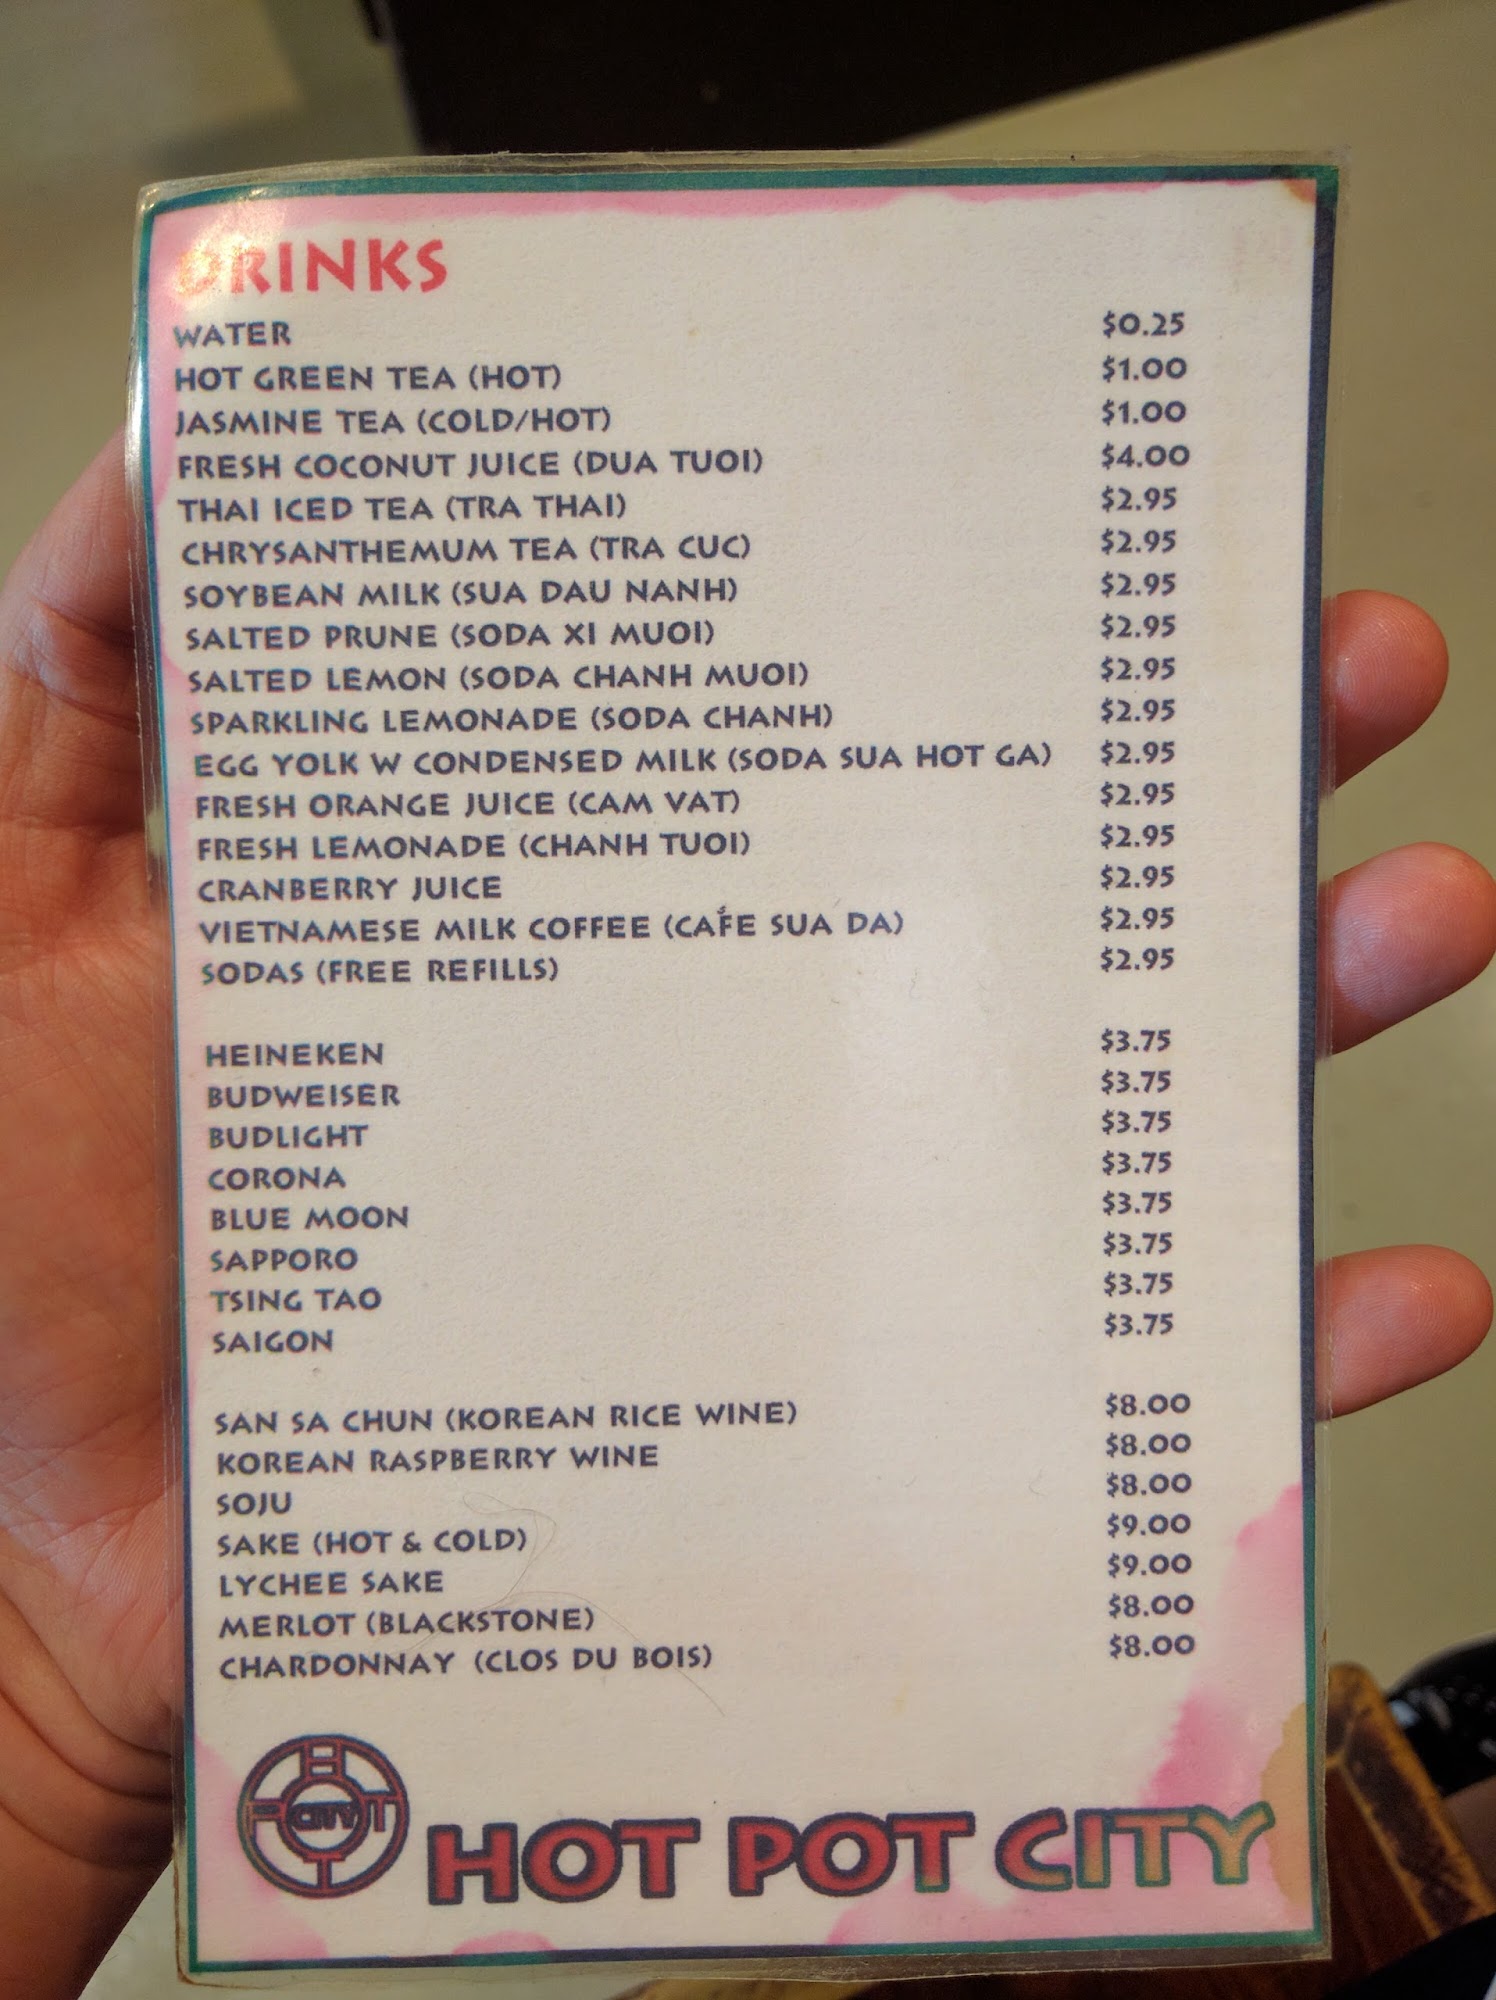 DRINKS
WATER $0.25
HOT GREEN TEA (HOT) $1.00
JASMINE TEA (COLD/HOT) $1.00
FRESH COCONUT JUICE (DUA TUOI) $4.00
THAI ICED TEA (TRA THAI) $2.95
CHRYSANTHEMUM TEA (TRA CUC) $2.95
SOYBEAN MILK (SUA DAU NANH) $2.95
SALTED PRUNE (SODA XI MUOI) $2.95
SALTED LEMON (SODA CHANH MUOI) $2.95
SPARKLING LEMONADE (SODA CHANH) $2.95
EGG YOLK W CONDENSED MILK (SODA SUA HOT GA) $2.95
FRESH ORANGE JUICE (CAM VAT) $2.95
FRESH LEMONADE (CHANH TUOI) $2.95
CRANBERRY JUICE $2.95
VIETNAMESE MILK COFFEE (CAFE SUA DA) $2.95
SODAS (FREE REFILLS) $2.95
HEINEKEN $3.75
BUDWEISER $3.75
BUDLIGHT $3.75
CORONA $3.75
BLUE MOON $3.75
SAPPORO $3.75
TSING TAO $3.75
SAIGON $3.75
SAN SA CHUN (KOREAN RICE WINE) $8.00
KOREAN RASPBERRY WINE $8.00
SOJU $8.00
SAKE (HOT & COLD) $9.00
LYCHEE SAKE $9.00
MERLOT (BLACKSTONE) $8.00
CHARDONNAY (CLOS DU BOIS) $8.00
CITY
HOT POT CITY